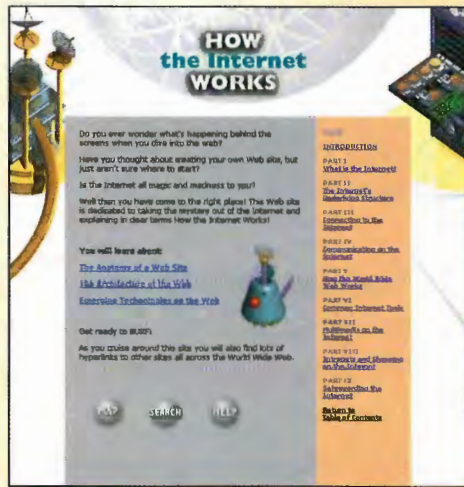 HOW
the Internet
WORKS
Do you ever wonder what's happening behind the
screens when you dive into the web?
Have you thought about creating your own Web site, but
just aren't sure where to start?
Is the Internet all magic and madness to you?
Well then you have come to the right place! This Web site
is dedicated to taking the mystery out of the Internet and
explaining in clear terms How the Internet Works!
You will learn about:
The Anatomy of a Web Site
The Architecture of the Web
Emerging Technologies on the Web
Get ready to SURF!
As you cruise around this site you will also find lots of
hyperlinks to other sites all across the World Wide Web.
MAP
SEARCH
HELP
INTRODUCTION
PART I
What is the Internet?
PART II
The Internet's
Underlying Structure
PART III
Connecting to the
Internet
PART IV
Communicating on the
Internet
PART V
How the World Wide
Web Works
PART VI
Common Internet Tools
PART VII
Multimedia on the
Internet
PART VIII
Intranets and Shopping
on the Internet
PART IX
Safeguarding the
Internet
Return to
Table of Contents